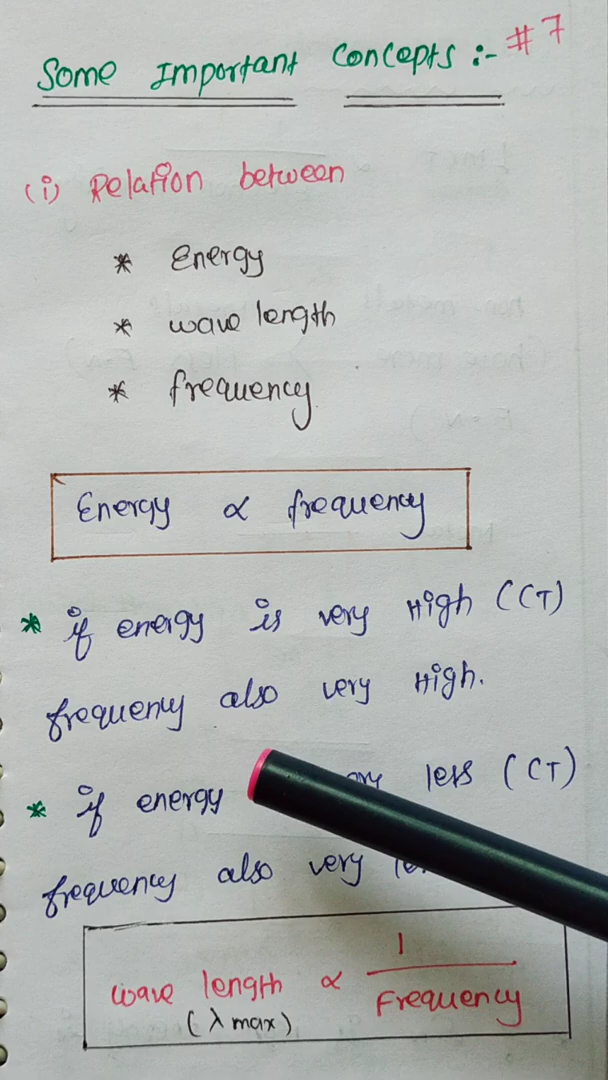 Some Important Concepts :- #7
(i) Relation between
* Energy
* wave length
* frequency
Energy ∝ frequency
* if energy is very High (CT)
frequency also very High.
* if energy very less (CT)
frequency also very
wave length ∝ 1
Frequency
(λ max)